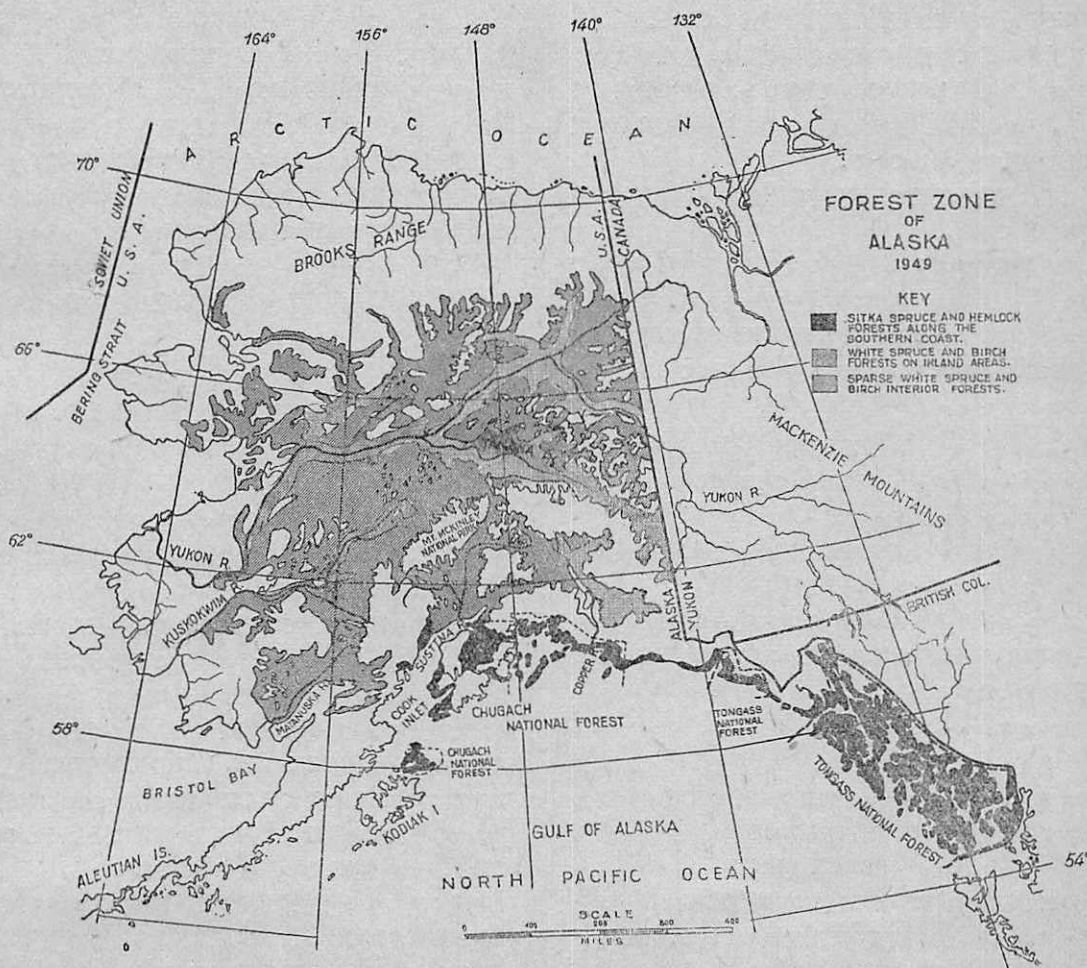 164°
156°
148°
140°
132°
ARCTIC OCEAN
70°
SOVIET UNION
U. S. A.
U.S.A.
CANADA
BROOKS RANGE
FOREST ZONE
OF
ALASKA
1949
KEY
SITKA SPRUCE AND HEMLOCK
FORESTS ALONG THE
SOUTHERN COAST.
WHITE SPRUCE AND BIRCH
FORESTS ON INLAND AREAS.
SPARSE WHITE SPRUCE AND
BIRCH INTERIOR FORESTS.
66°
BERING STRAIT
MACKENZIE MOUNTAINS
YUKON R.
MT. MCKINLEY
NATIONAL PARK
62°
YUKON R.
KUSKOKWIM R.
ALASKA
YUKON
BRITISH COL.
SUSTINA
COPPER R.
MATANUSKA R.
COOK
INLET
CHUGACH
NATIONAL FOREST
TONGASS
NATIONAL
FOREST
58°
CHUGACH
NATIONAL
FOREST
BRISTOL BAY
KODIAK I
TONGASS NATIONAL FOREST
GULF OF ALASKA
54°
ALEUTIAN IS.
NORTH PACIFIC OCEAN
SCALE
MILES